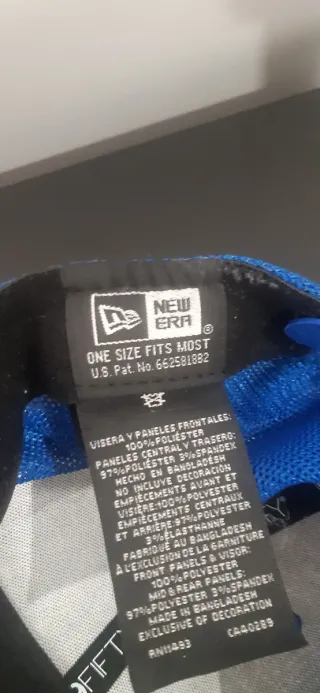 NEW
ERA
®
ONE SIZE FITS MOST
U.S. Pat. No. 6625818B2
VISERA Y PANELES FRONTALES:
100% POLIÉSTER
PANELES CENTRAL Y TRASERO:
97% POLIÉSTER 3% SPANDEX
HECHO EN BANGLADESH
NO INCLUYE DECORACIÓN
EMPIÈCEMENTS AVANT ET
VISIÈRE:100% POLYESTER
EMPIÈCEMENTS CENTRAUX
ET ARRIÈRE 97% POLYESTER
3% ÉLASTHANNE
FABRIQUÉ AU BANGLADESH
À L'EXCLUSION DE LA GARNITURE
FRONT PANELS & VISOR:
100% POLYESTER
MID & REAR PANELS:
97% POLYESTER 3% SPANDEX
MADE IN BANGLADESH
EXCLUSIVE OF DECORATION
RN11493 CA40289
FIFTY